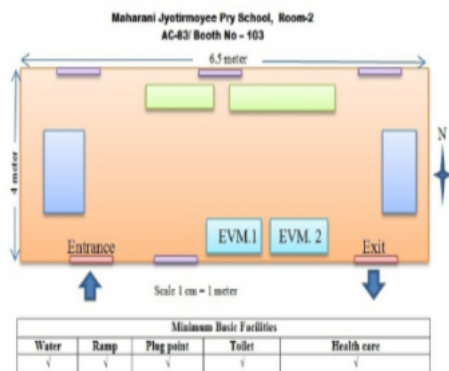 Maharani Jyotirmoyee Pry School, Room-2
AC-83/ Booth No – 103
6.5 meter
4 meter
N
EVM.1
EVM. 2
Entrance
Exit
Scale 1 cm = 1 meter
Minimum Basic Facilities
Water Ramp Plug point Toilet Health care
√ √ √ √ √